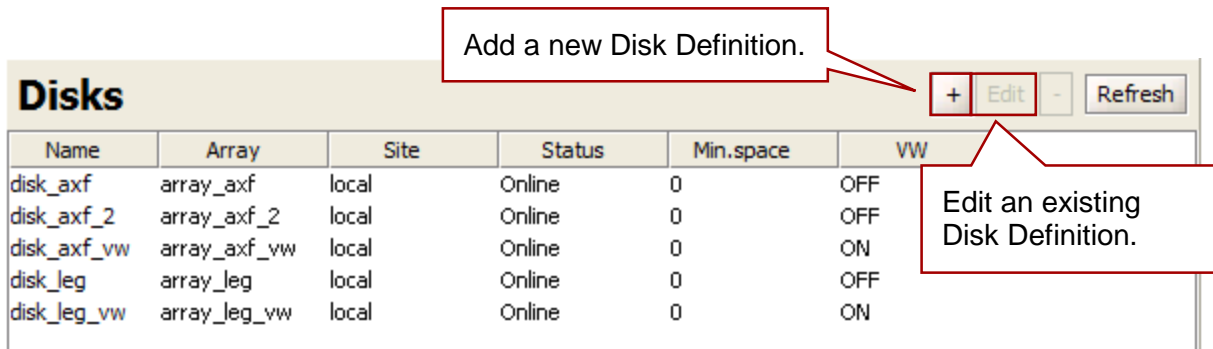 Add a new Disk Definition.
Disks
+ Edit - Refresh
Name Array Site Status Min.space VW
disk_axf array_axf local Online 0 OFF
disk_axf_2 array_axf_2 local Online 0 OFF
disk_axf_vw array_axf_vw local Online 0 ON
disk_leg array_leg local Online 0 OFF
disk_leg_vw array_leg_vw local Online 0 ON
Edit an existing
Disk Definition.